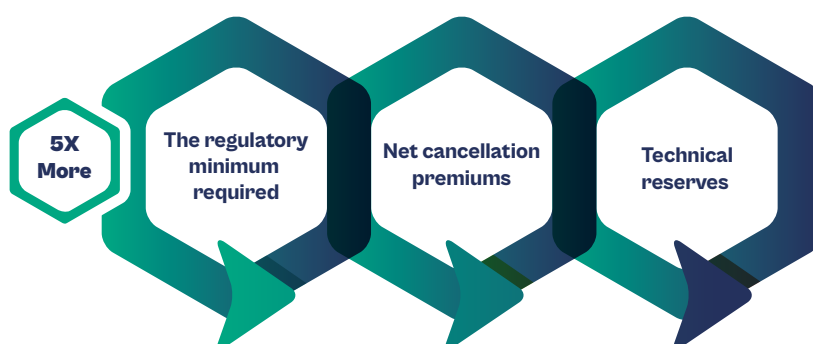 5X
More
The regulatory
minimum
required
Net cancellation
premiums
Technical
reserves